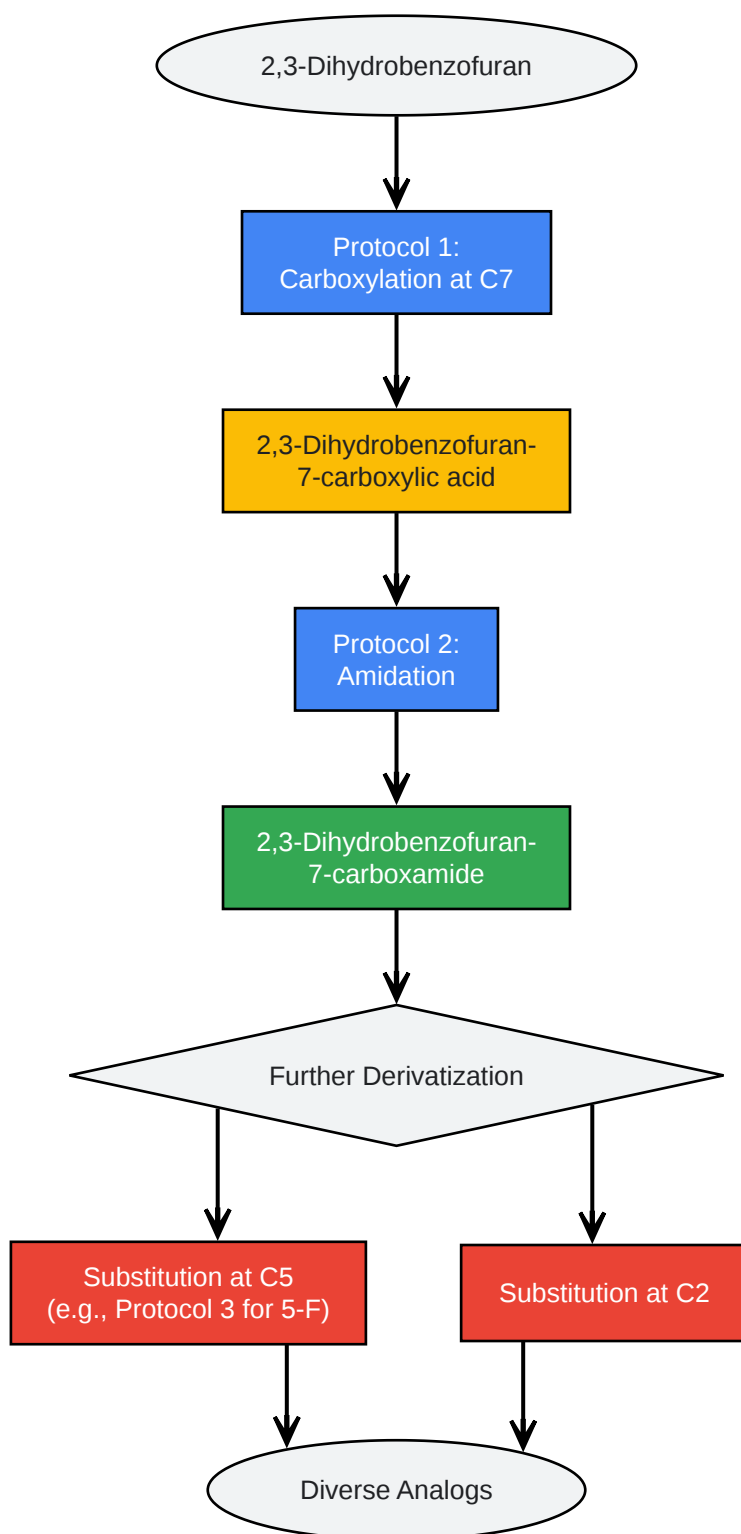 2,3-Dihydrobenzofuran
Protocol 1:
Carboxylation at C7
2,3-Dihydrobenzofuran-
7-carboxylic acid
Protocol 2:
Amidation
2,3-Dihydrobenzofuran-
7-carboxamide
Further Derivatization
Substitution at C5
(e.g., Protocol 3 for 5-F)
Substitution at C2
Diverse Analogs